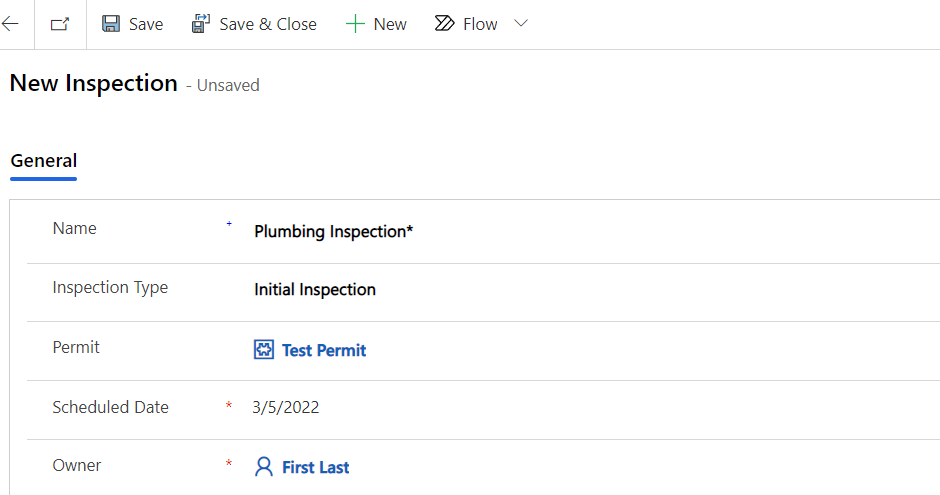 Save Save & Close New Flow
New Inspection - Unsaved
General
Name + Plumbing Inspection*
Inspection Type Initial Inspection
Permit Test Permit
Scheduled Date * 3/5/2022
Owner * First Last